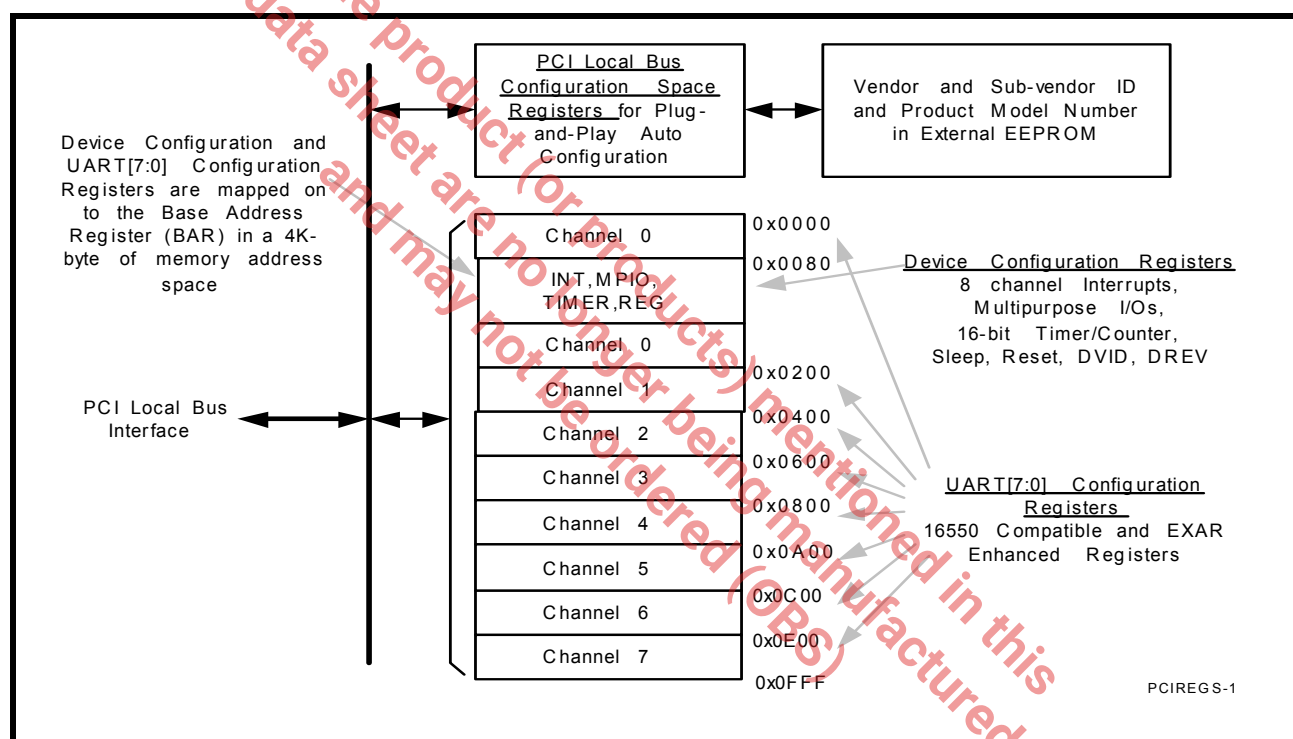 PCI Local Bus
Configuration Space
Registers for Plug-
and-Play Auto
Configuration
Vendor and Sub-vendor ID
and Product Model Number
in External EEPROM
Device Configuration and
UART[7:0] Configuration
Registers are mapped on
to the Base Address
Register (BAR) in a 4K-
byte of memory address
space
PCI Local Bus
Interface
Channel 0
INT,MPIO,
TIMER,REG
Channel 0
Channel 1
Channel 2
Channel 3
Channel 4
Channel 5
Channel 6
Channel 7
0x0000
0x0080
0x0200
0x0400
0x0600
0x0800
0x0A00
0x0C00
0x0E00
0x0FFF
Device Configuration Registers
8 channel Interrupts,
Multipurpose I/Os,
16-bit Timer/Counter,
Sleep, Reset, DVID, DREV
UART[7:0] Configuration
Registers
16550 Compatible and EXAR
Enhanced Registers
PCIREGS-1
product (or products) mentioned in this
data sheet are no longer being manufactured
and may not be ordered (OBS)